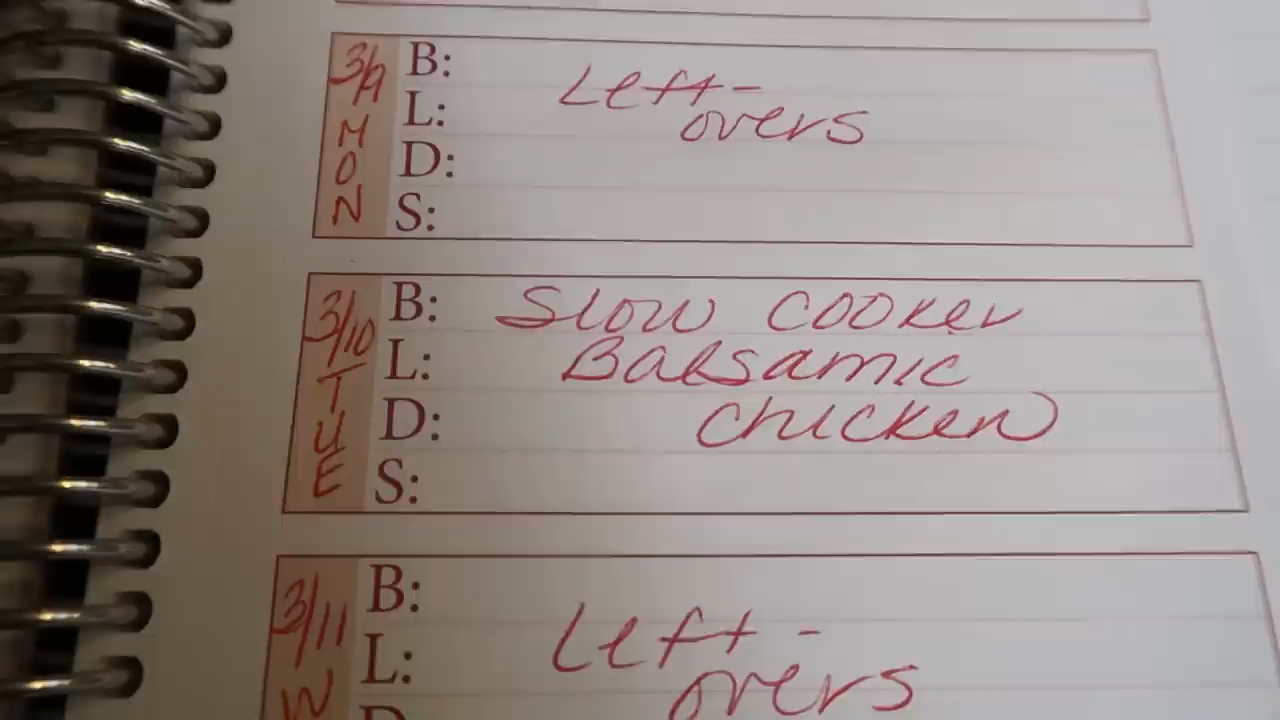 3/9
MON
B:
L:
D:
S:
Left-
overs
3/10
TUE
B:
L:
D:
S:
Slow cooker
Balsamic
chicken
3/11
W
B:
L:
D:
Left-
overs